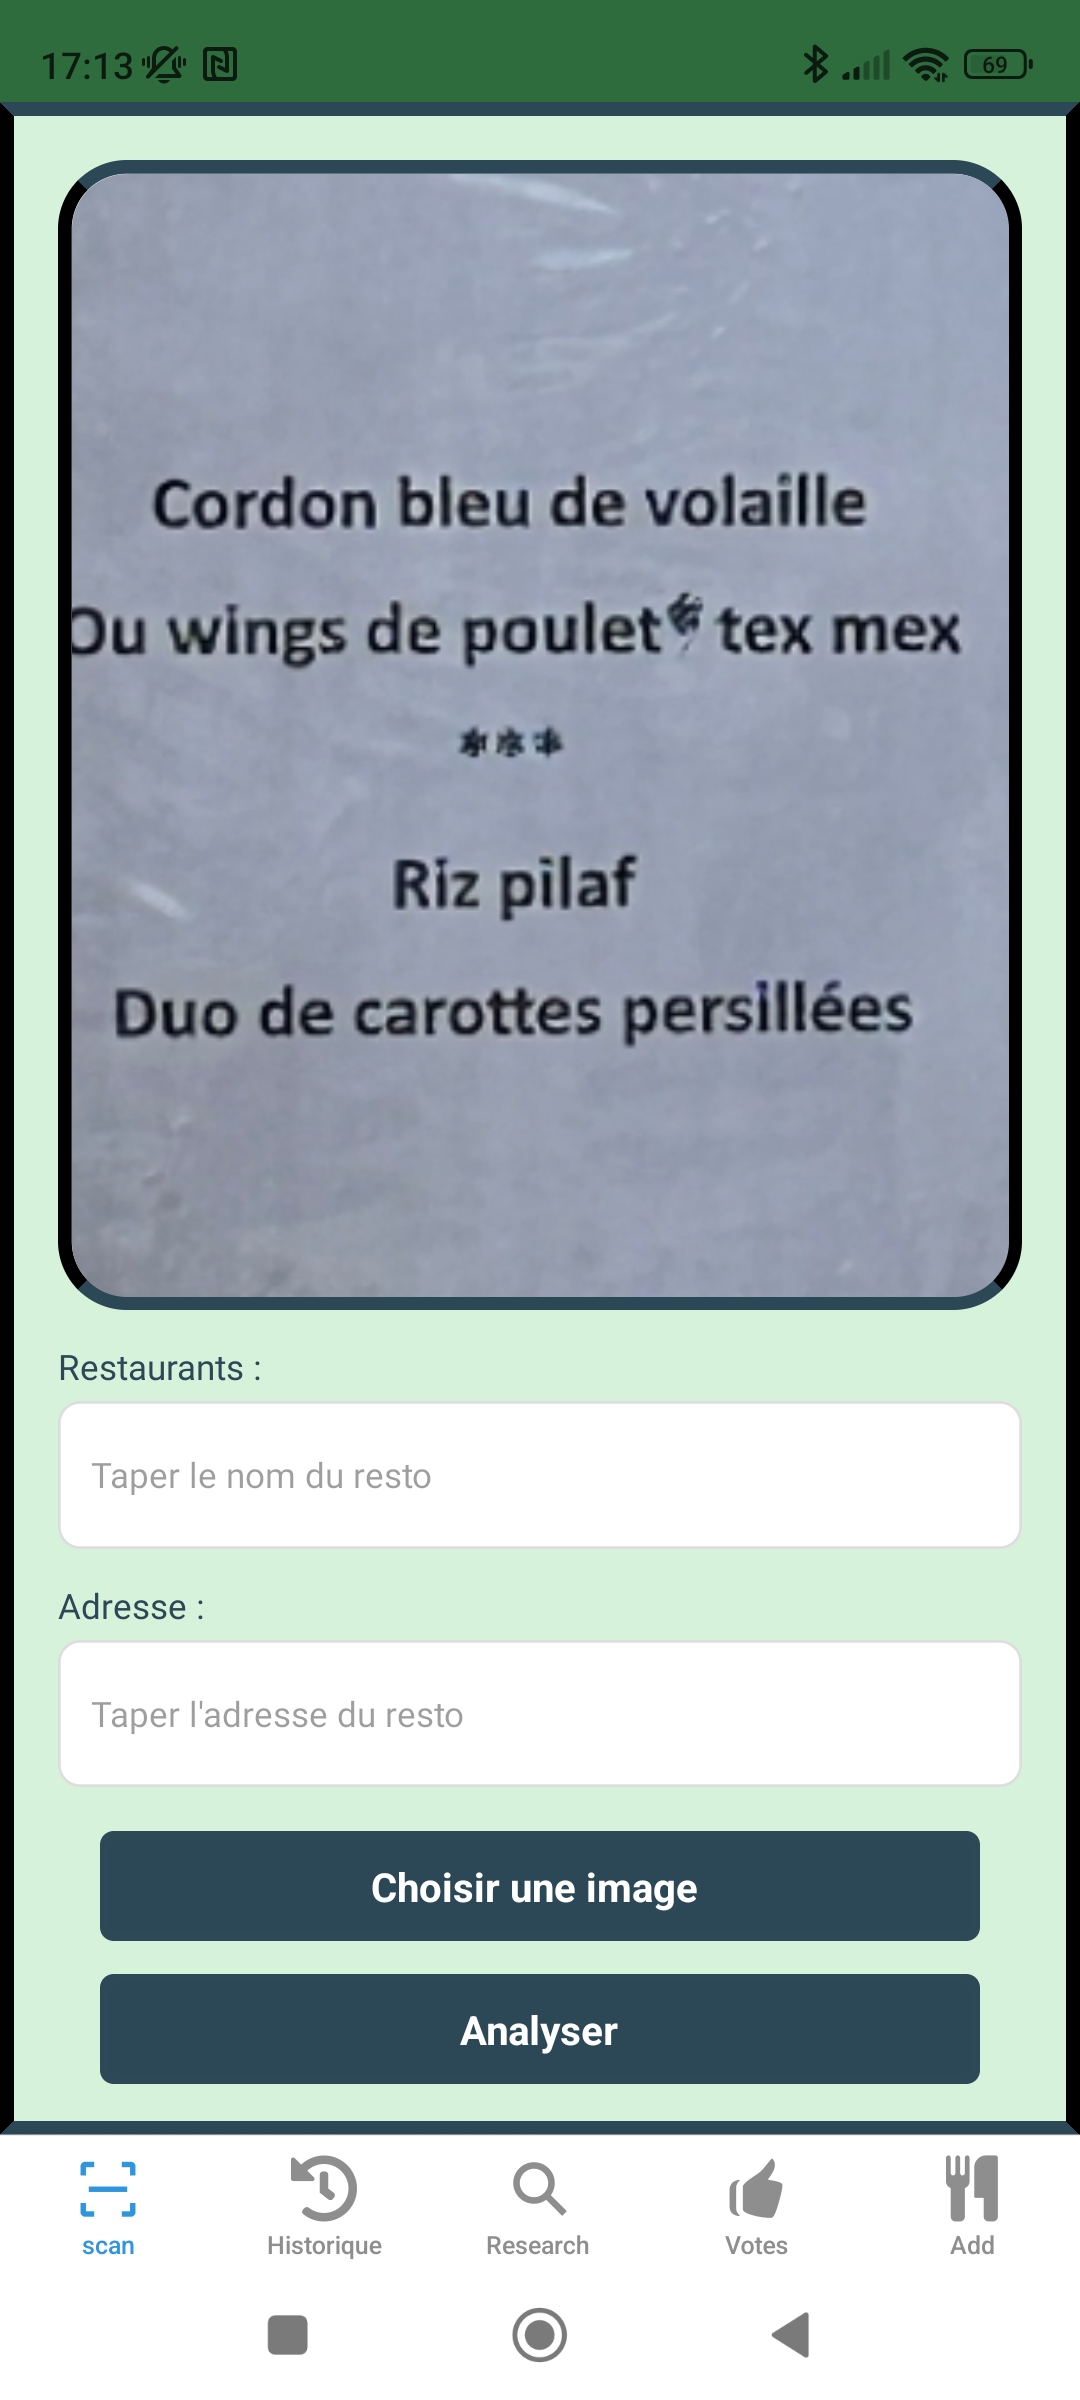 17:13
69
Cordon bleu de volaille
Ou wings de poulet tex mex
***
Riz pilaf
Duo de carottes persillées
Restaurants :
Taper le nom du resto
Adresse :
Taper l'adresse du resto
Choisir une image
Analyser
scan Historique Research Votes Add